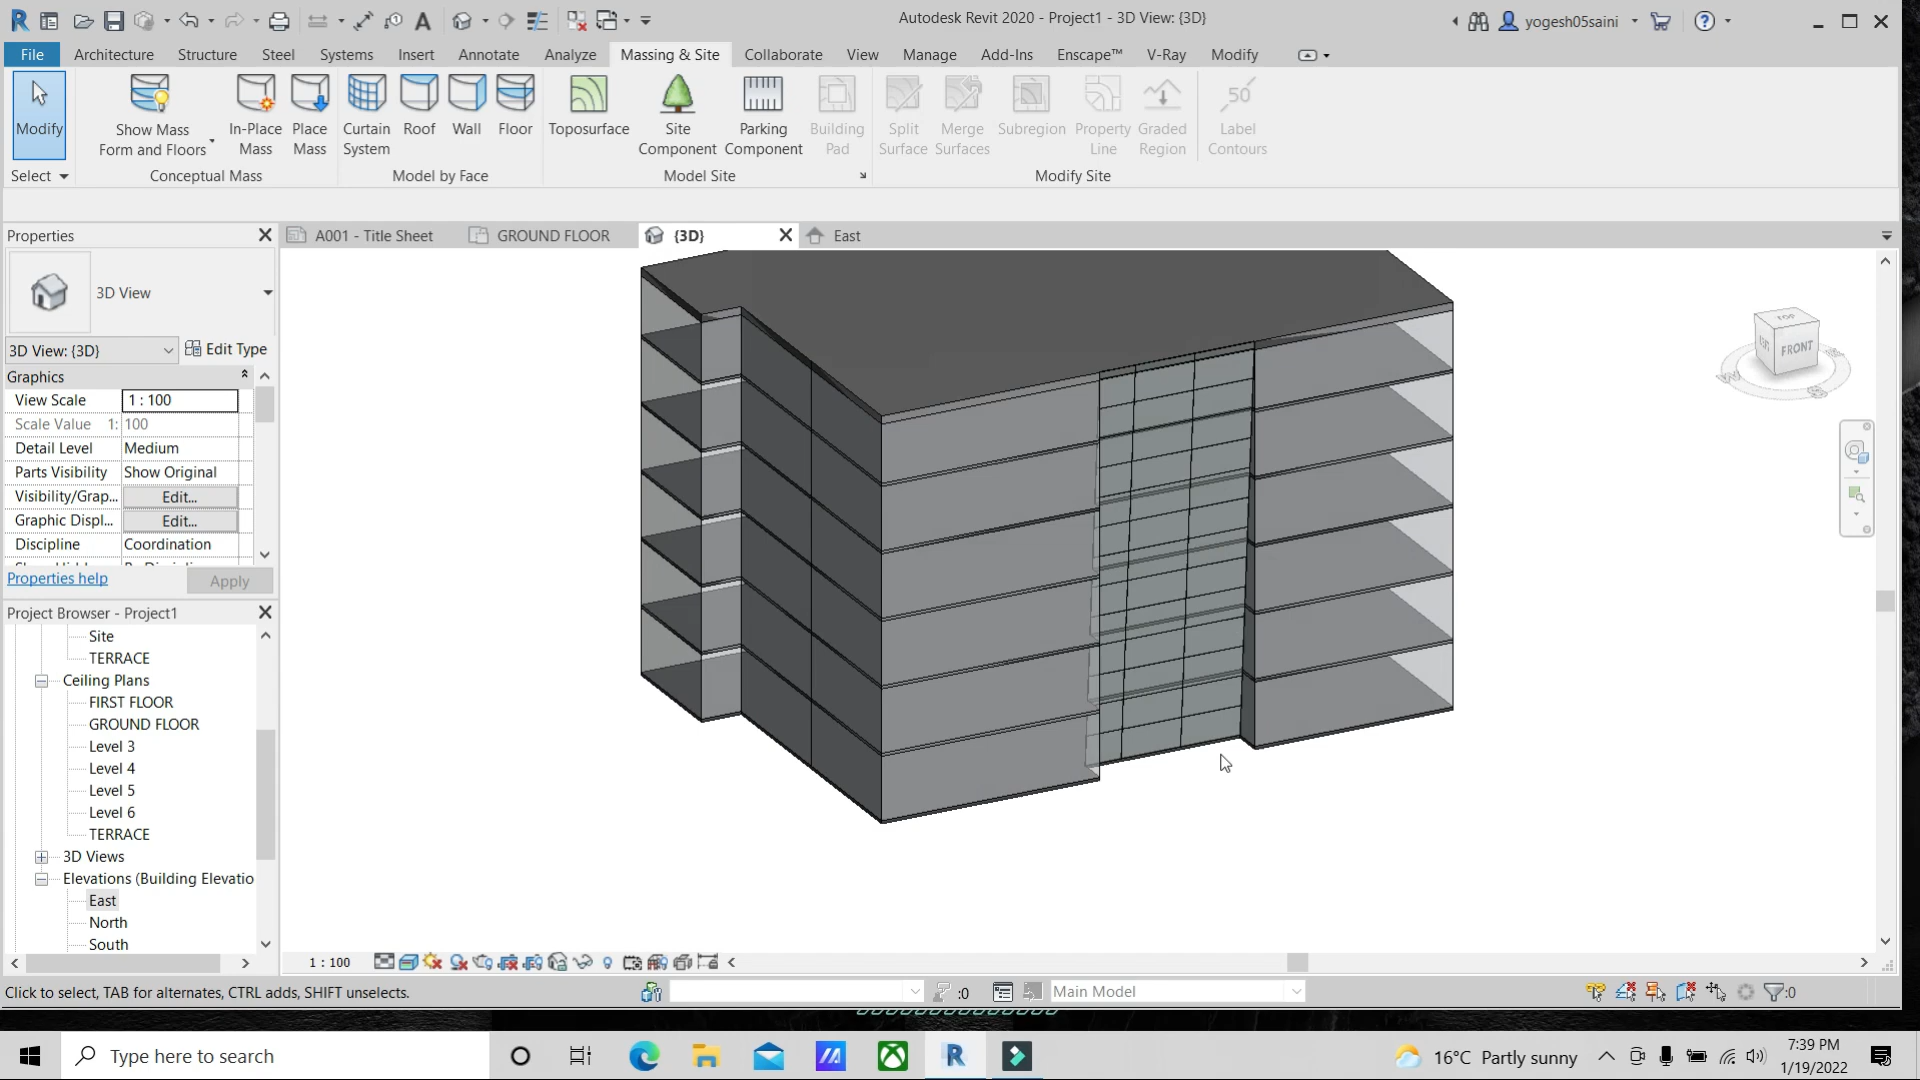 Autodesk Revit 2020 - Project1 - 3D View: {3D}
yogesh05saini
File Architecture Structure Steel Systems Insert Annotate Analyze Massing & Site Collaborate View Manage Add-Ins Enscape™ V-Ray Modify
Modify
Show Mass Form and Floors
In-Place Mass
Place Mass
Curtain System
Roof
Wall
Floor
Toposurface
Site Component
Parking Component
Building Pad
Split Surface
Merge Surfaces
Subregion
Property Line
Graded Region
50
Label Contours
Select
Conceptual Mass
Model by Face
Model Site
Modify Site
Properties
A001 - Title Sheet
GROUND FLOOR
{3D}
East
3D View
3D View: {3D}
Edit Type
Graphics
View Scale 1 : 100
Scale Value 1: 100
Detail Level Medium
Parts Visibility Show Original
Visibility/Grap... Edit...
Graphic Displ... Edit...
Discipline Coordination
Properties help
Apply
TOP
FRONT
Project Browser - Project1
Site
TERRACE
Ceiling Plans
FIRST FLOOR
GROUND FLOOR
Level 3
Level 4
Level 5
Level 6
TERRACE
3D Views
Elevations (Building Elevatio
East
North
South
1 : 100
Click to select, TAB for alternates, CTRL adds, SHIFT unselects.
:0
Main Model
:0
Type here to search
16°C Partly sunny
7:39 PM
1/19/2022